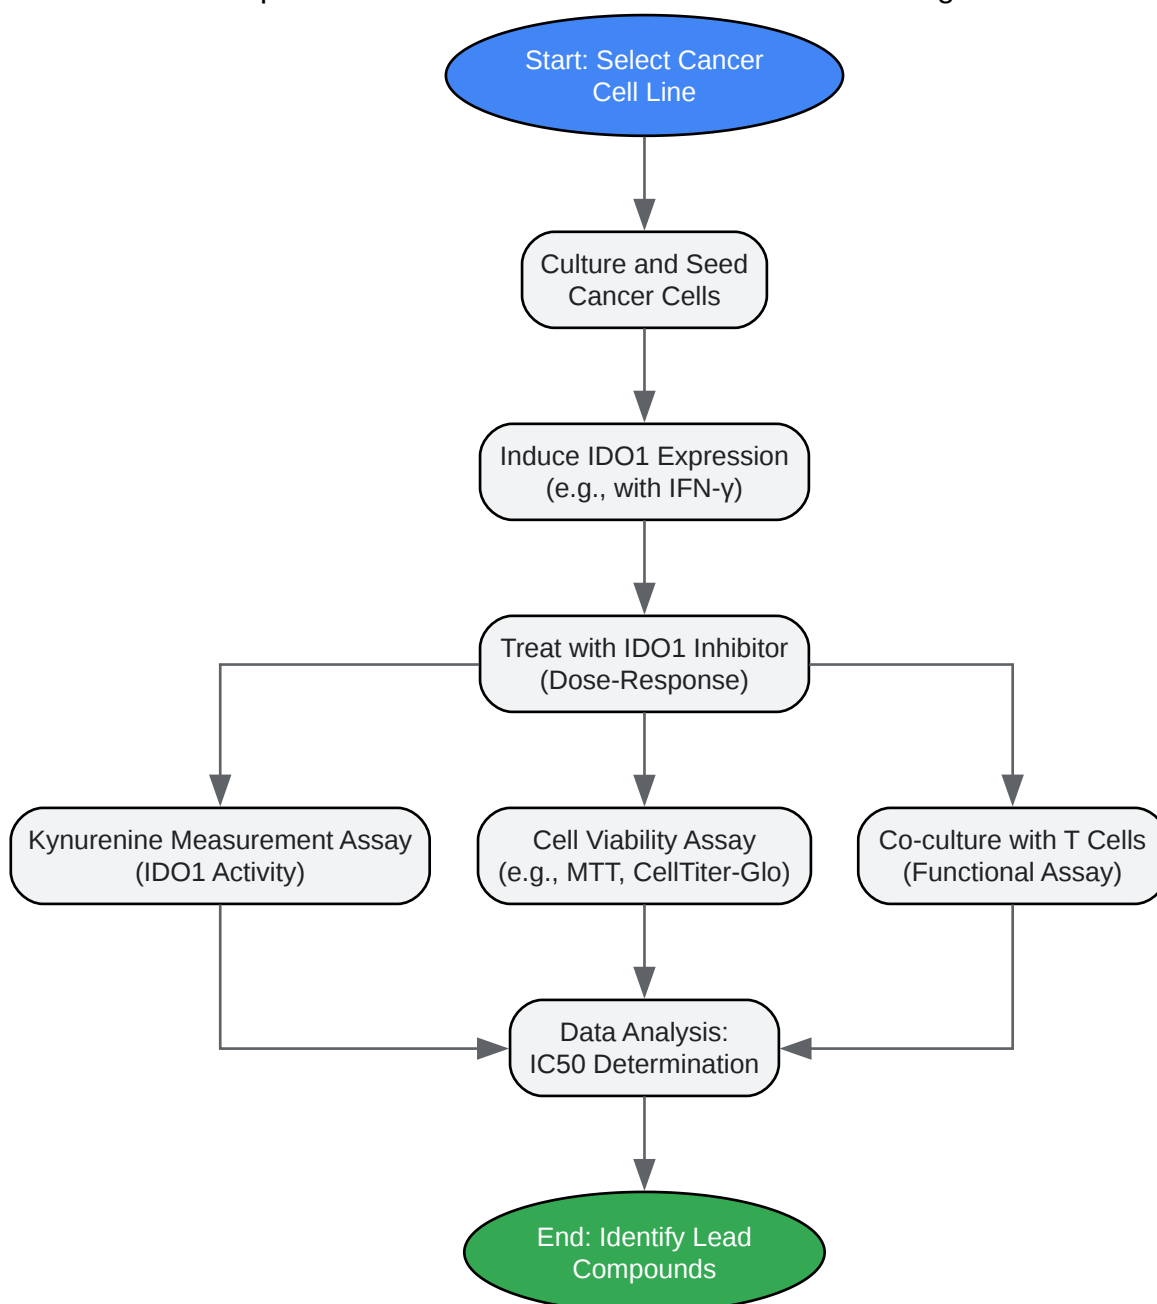 Start: Select Cancer
Cell Line
Culture and Seed
Cancer Cells
Induce IDO1 Expression
(e.g., with IFN-γ)
Treat with IDO1 Inhibitor
(Dose-Response)
Kynurenine Measurement Assay
(IDO1 Activity)
Cell Viability Assay
(e.g., MTT, CellTiter-Glo)
Co-culture with T Cells
(Functional Assay)
Data Analysis:
IC50 Determination
End: Identify Lead
Compounds